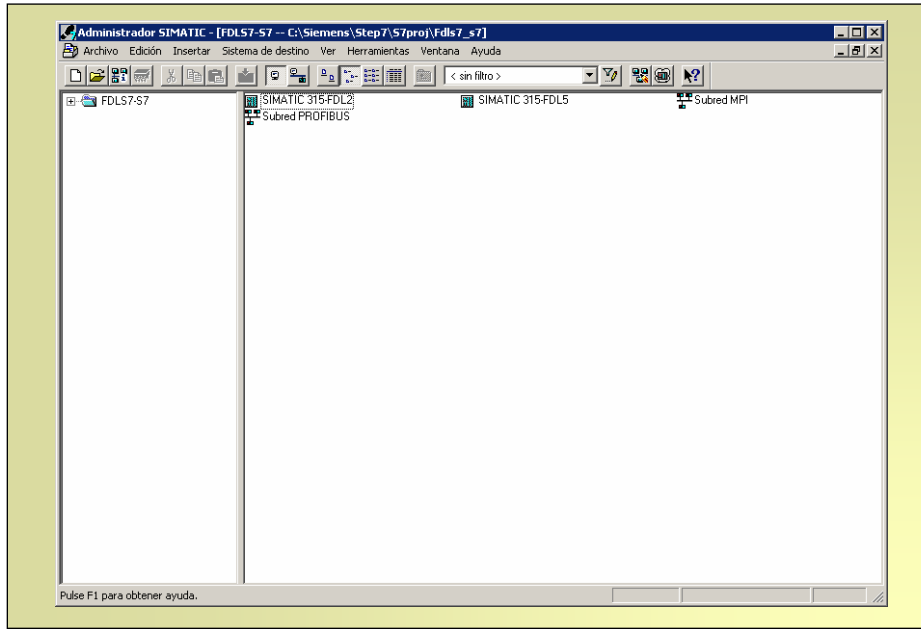 Administrador SIMATIC - [FDLS7-S7 -- C:\Siemens\Step7\S7proj\Fdls7_s7]
Archivo Edición Insertar Sistema de destino Ver Herramientas Ventana Ayuda
< sin filtro >
FDLS7-S7
SIMATIC 315-FDL2 SIMATIC 315-FDL5 Subred MPI
Subred PROFIBUS
Pulse F1 para obtener ayuda.